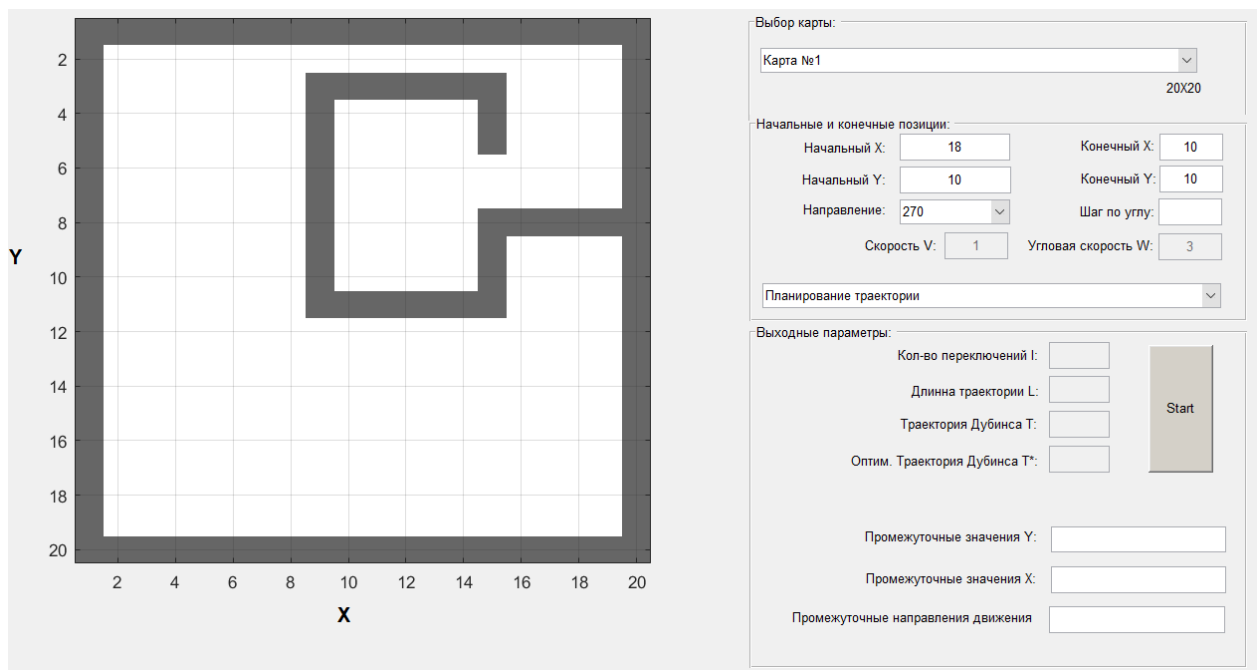 2
4
6
8
10
12
14
16
18
20
Y
2 4 6 8 10 12 14 16 18 20
X
Выбор карты:
Карта №1
20X20
Начальные и конечные позиции:
Начальный X: 18 Конечный X: 10
Начальный Y: 10 Конечный Y: 10
Направление: 270 Шаг по углу:
Скорость V: 1 Угловая скорость W: 3
Планирование траектории
Выходные параметры:
Кол-во переключений I:
Длинна траектории L:
Траектория Дубинса T:
Оптим. Траектория Дубинса T*:
Start
Промежуточные значения Y:
Промежуточные значения X:
Промежуточные направления движения